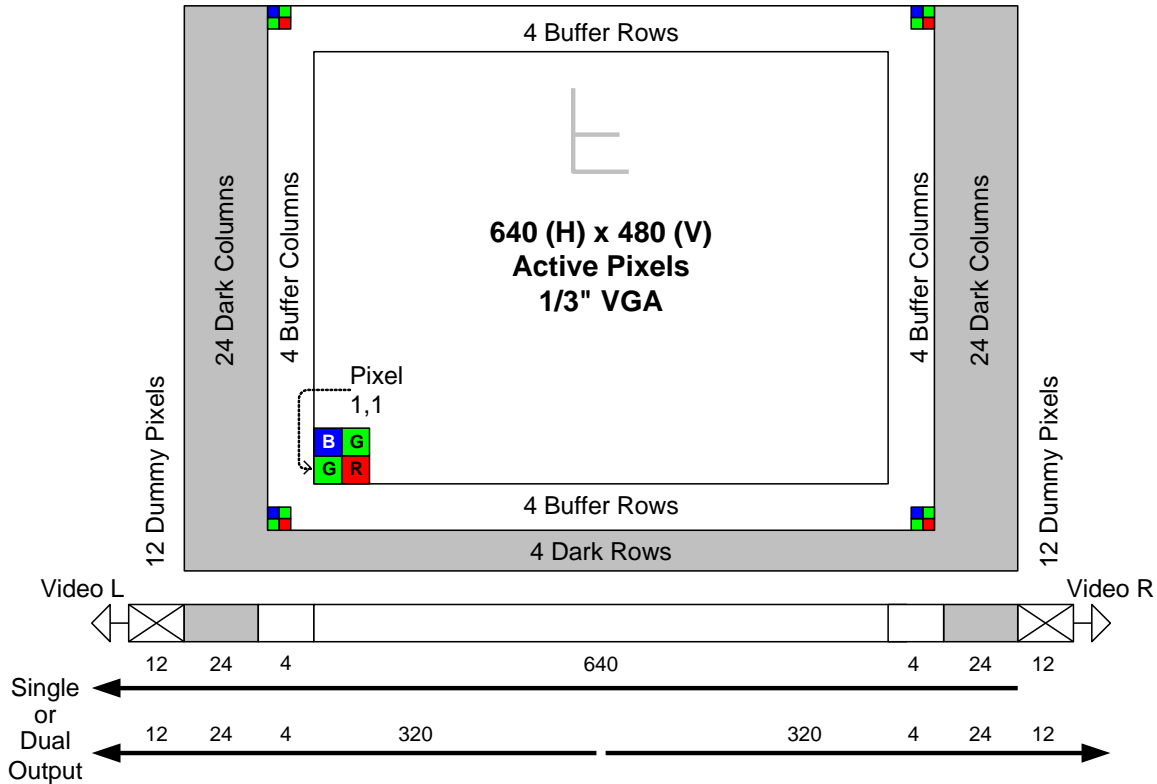 4 Buffer Rows
24 Dark Columns
4 Buffer Columns
640 (H) x 480 (V)
Active Pixels
1/3" VGA
4 Buffer Columns
24 Dark Columns
12 Dummy Pixels
Pixel
1,1
B G
G R
12 Dummy Pixels
4 Buffer Rows
4 Dark Rows
Video L
Video R
12 24 4 640 4 24 12
Single
or
Dual
Output
12 24 4 320 320 4 24 12